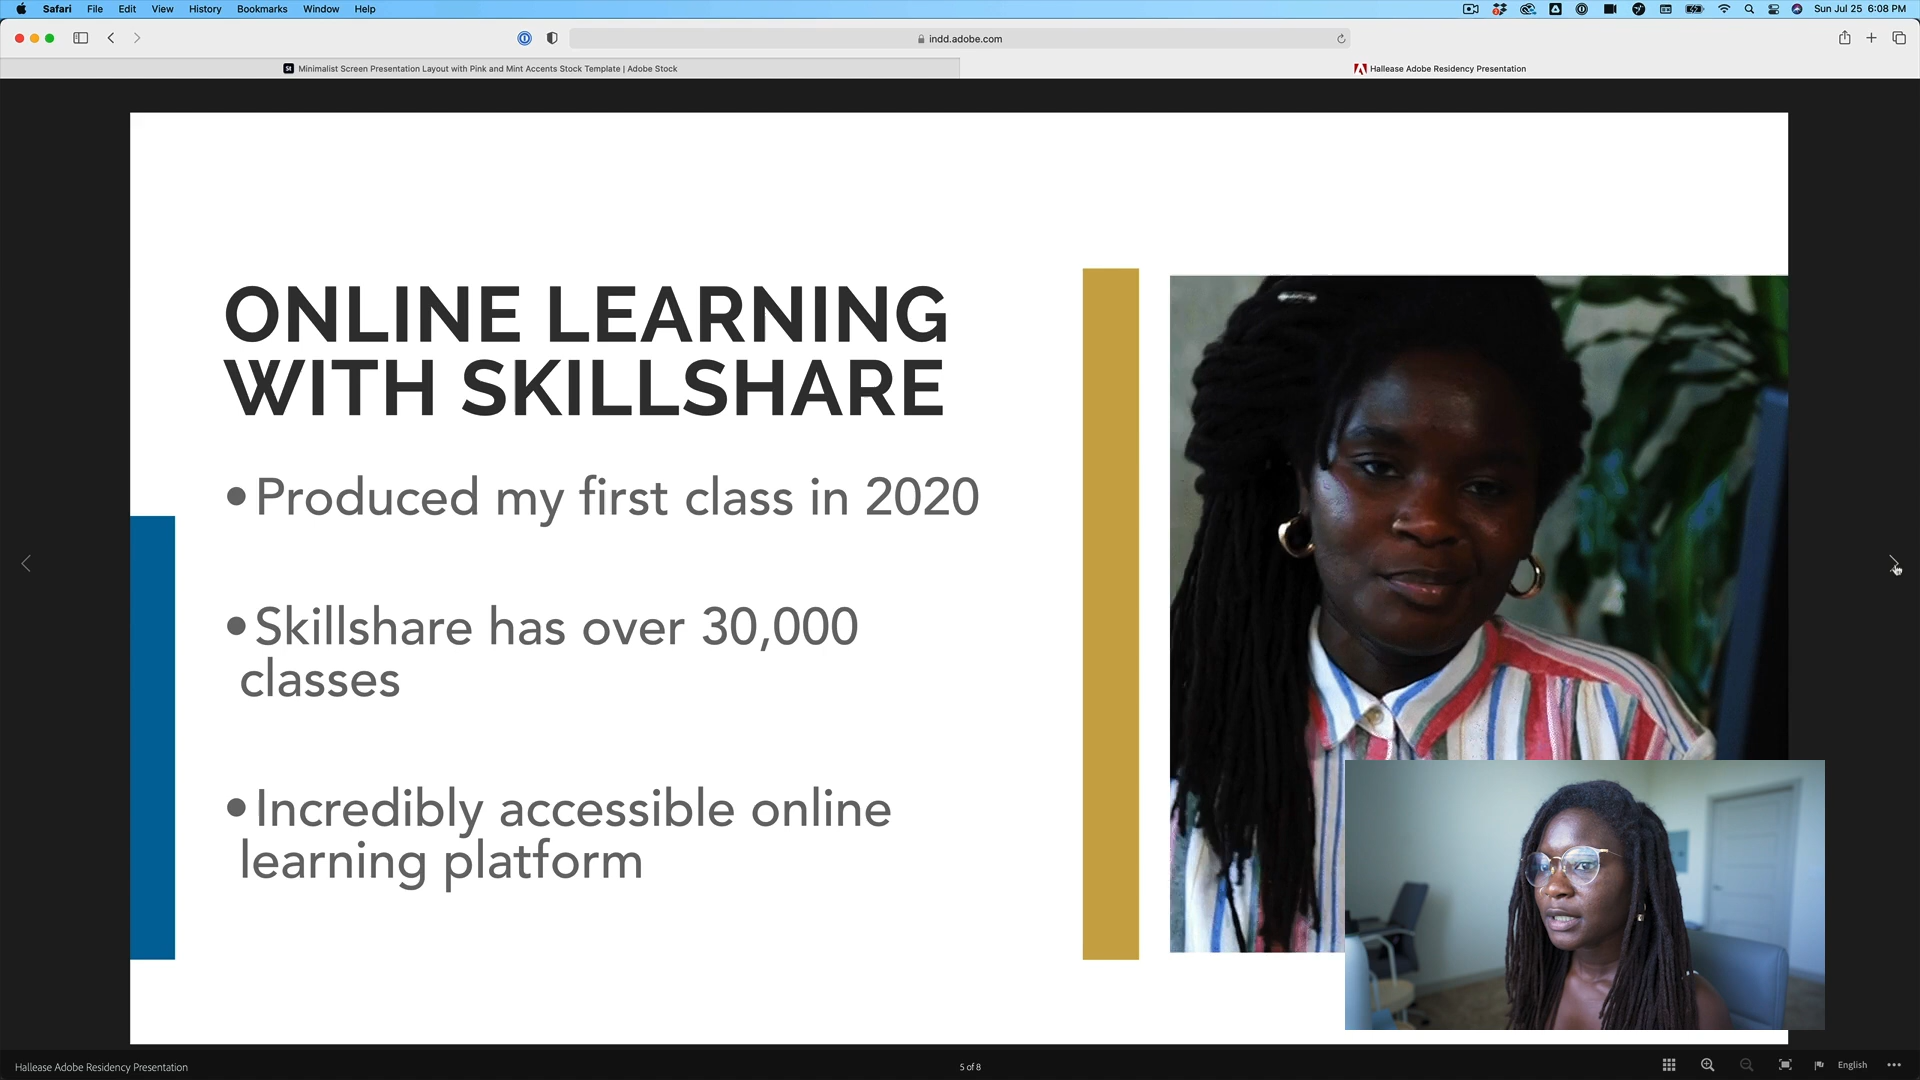 Safari File Edit View History Bookmarks Window Help Sun Jul 25 6:08 PM
indd.adobe.com
St Minimalist Screen Presentation Layout with Pink and Mint Accents Stock Template | Adobe Stock
Hallease Adobe Residency Presentation
ONLINE LEARNING
WITH SKILLSHARE
•Produced my first class in 2020
•Skillshare has over 30,000
classes
•Incredibly accessible online
learning platform
Hallease Adobe Residency Presentation
5 of 8
English